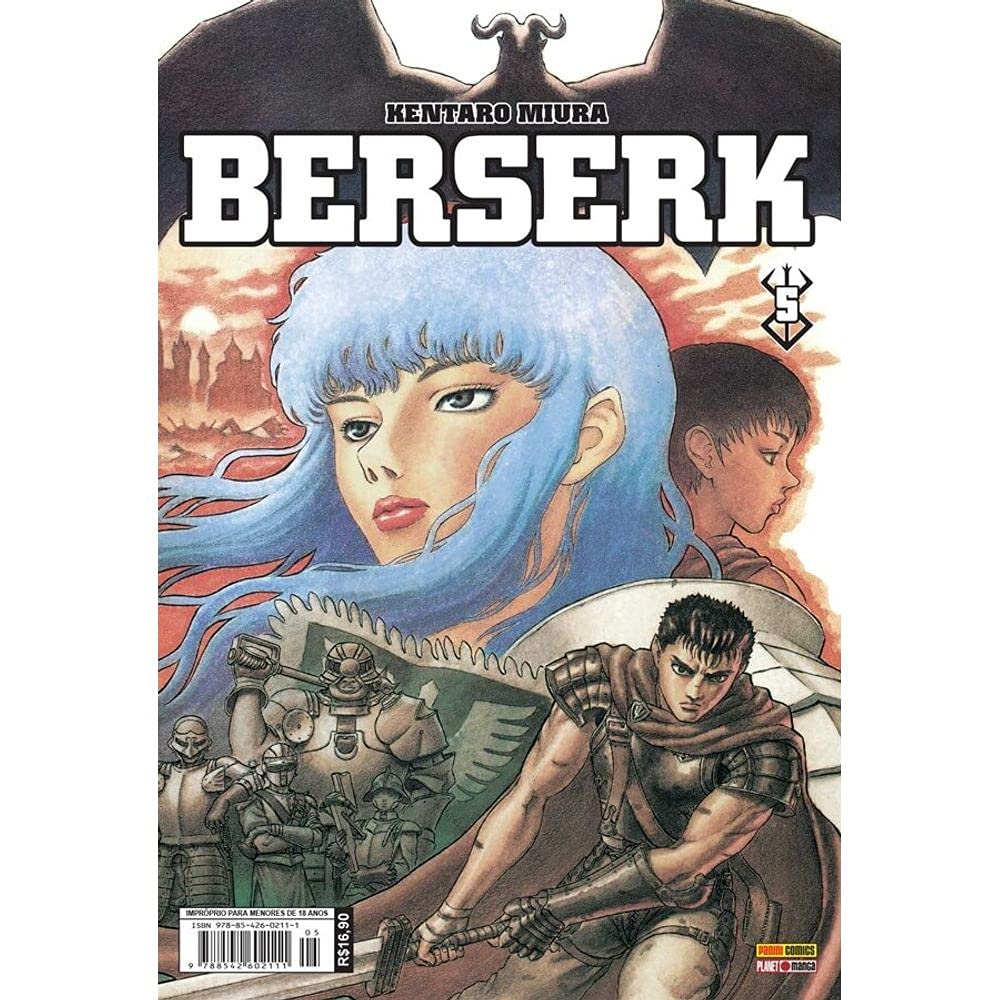 KENTARO MIURA
BERSERK
5
IMPRÓPRIO PARA MENORES DE 18 ANOS
ISBN 978-85-426-0211-1
05
9 788542 602111
R$16,90
PANINI COMICS
PLANET manga